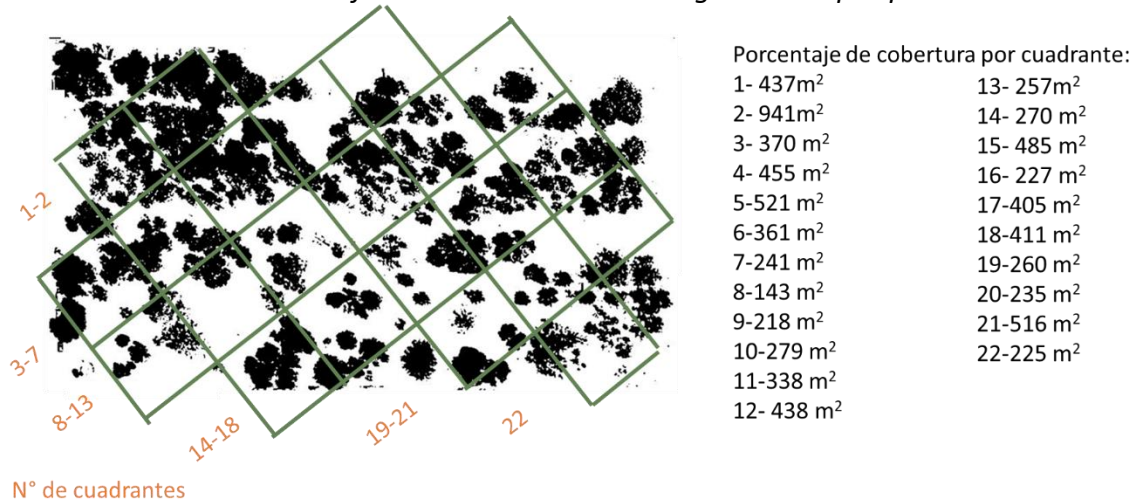 Porcentaje de cobertura por cuadrante:
1- 437m²
2- 941m²
3- 370 m²
4- 455 m²
5-521 m²
6-361 m²
7-241 m²
8-143 m²
9-218 m²
10-279 m²
11-338 m²
12- 438 m²
13- 257m²
14- 270 m²
15- 485 m²
16- 227 m²
17-405 m²
18-411 m²
19-260 m²
20-235 m²
21-516 m²
22-225 m²
1-2
3-7
8-13
14-18
19-21
22
N° de cuadrantes